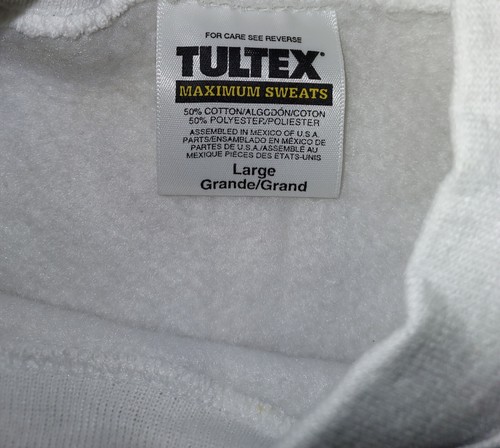 FOR CARE SEE REVERSE
TULTEX
MAXIMUM SWEATS
50% COTTON/ALGODÓN/COTON
50% POLYESTER/POLIESTER
ASSEMBLED IN MEXICO OF U.S.A.
PARTS/ENSAMBLADO EN MÉXICO DE
PARTES DE U.S.A./ASSEMBLÉ AU
MEXIQUE PIÈCES DES ÉTATS-UNIS
Large
Grande/Grand